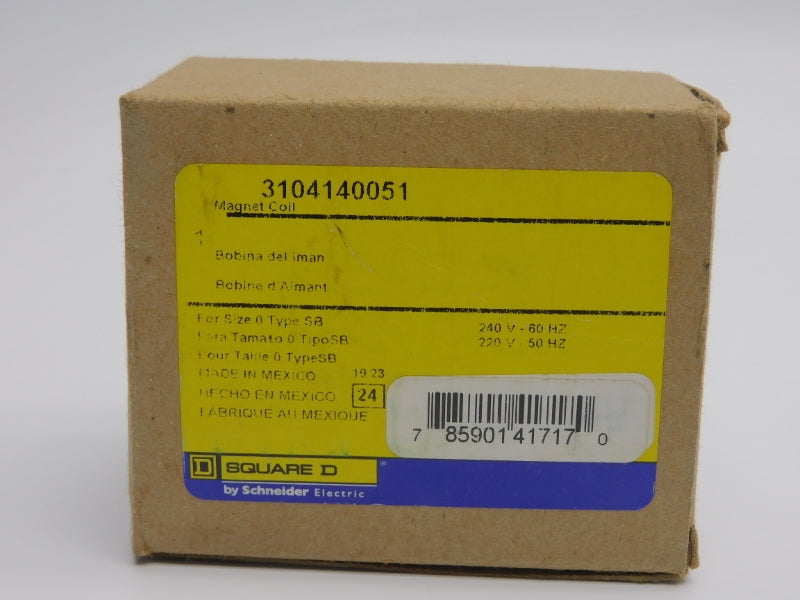 3104140051
Magnet Coil
1
Bobina del iman
Bobine d'Aimant
For Size 0 Type SB 240 V - 60 HZ
Para Tamato 0 TipoSB 220 V - 50 HZ
Pour Taille 0 TypeSB
MADE IN MEXICO 19 23
HECHO EN MEXICO 24
FABRIQUE AU MEXIQUE
7 85901 41717 0
D SQUARE D ®
by Schneider Electric